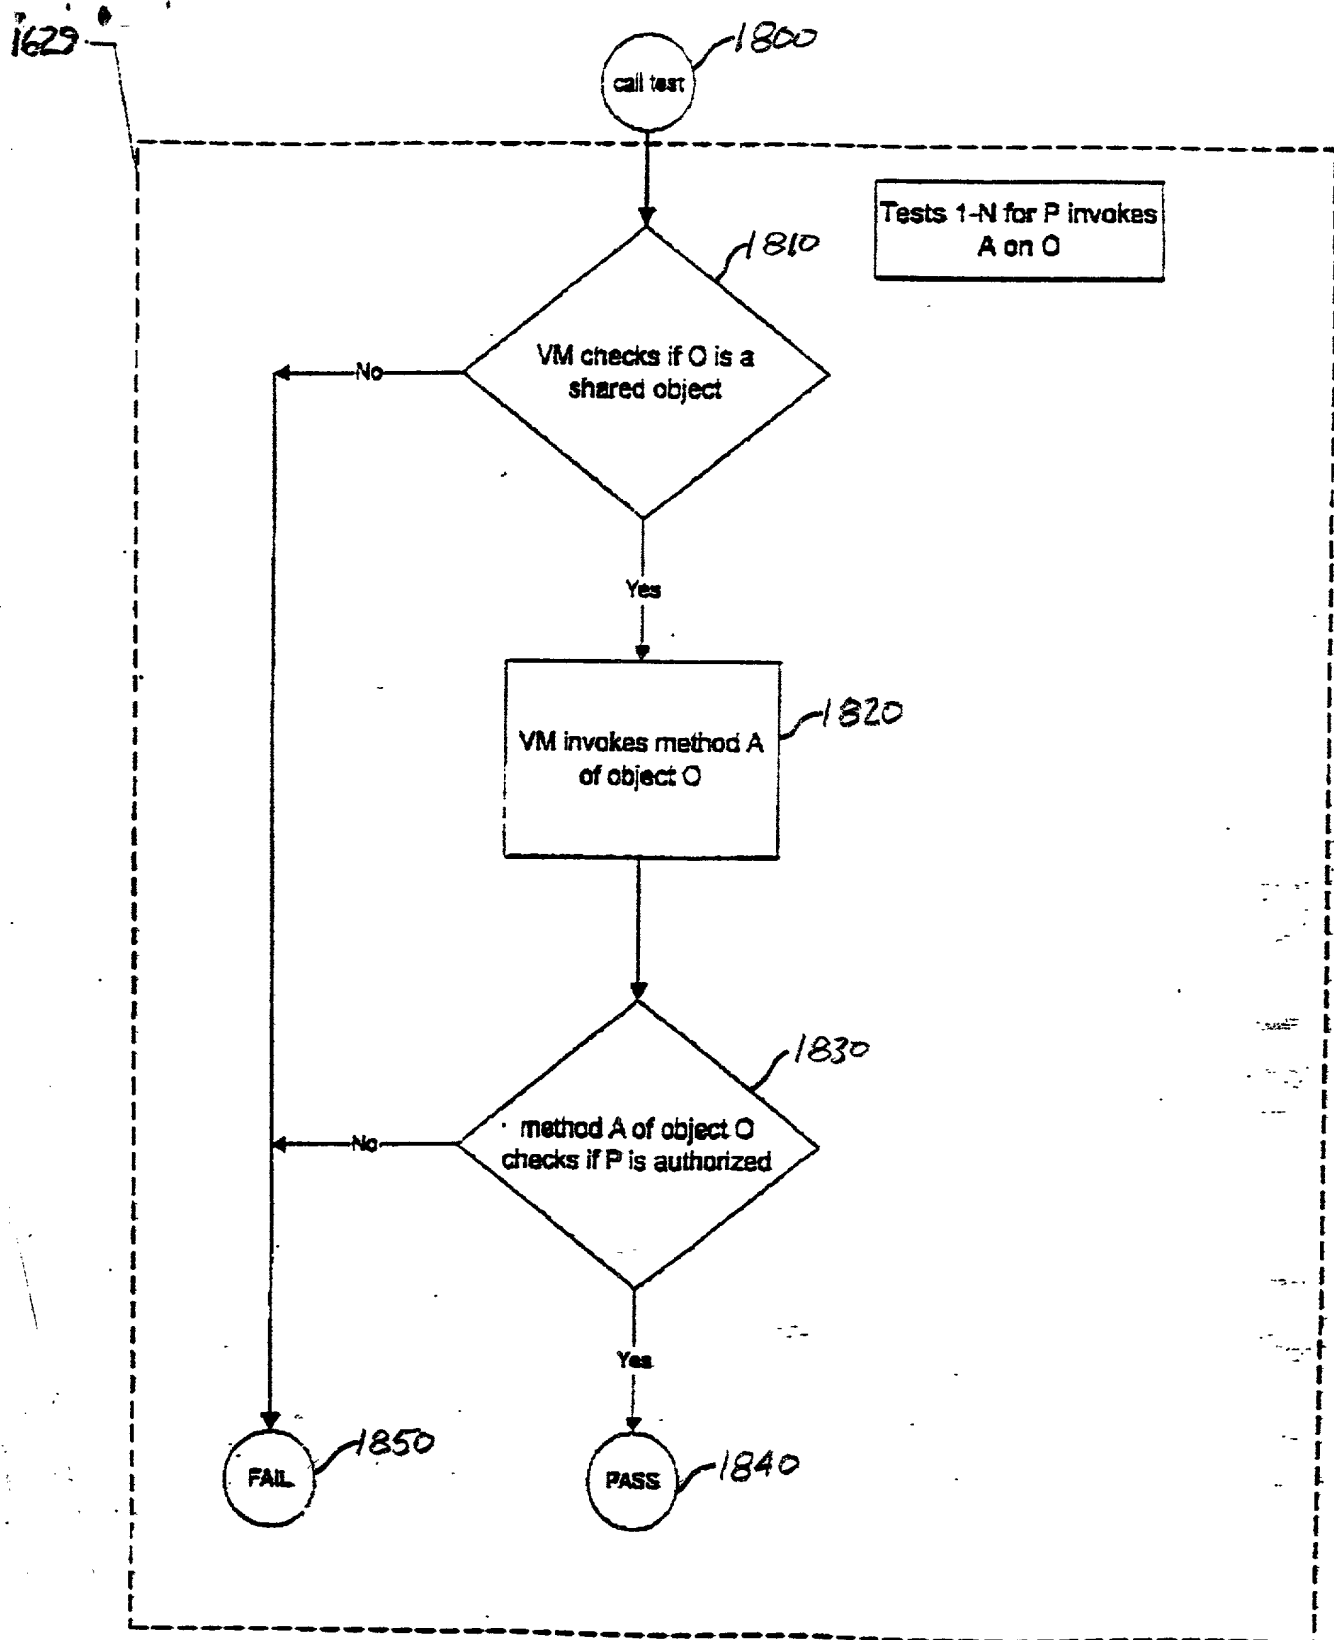 1629
1800
call test
Tests 1-N for P invokes
A on O
1810
VM checks if O is a
shared object
No
Yes
1820
VM invokes method A
of object O
1830
method A of object O
checks if P is authorized
No
Yes
1850
FAIL
1840
PASS